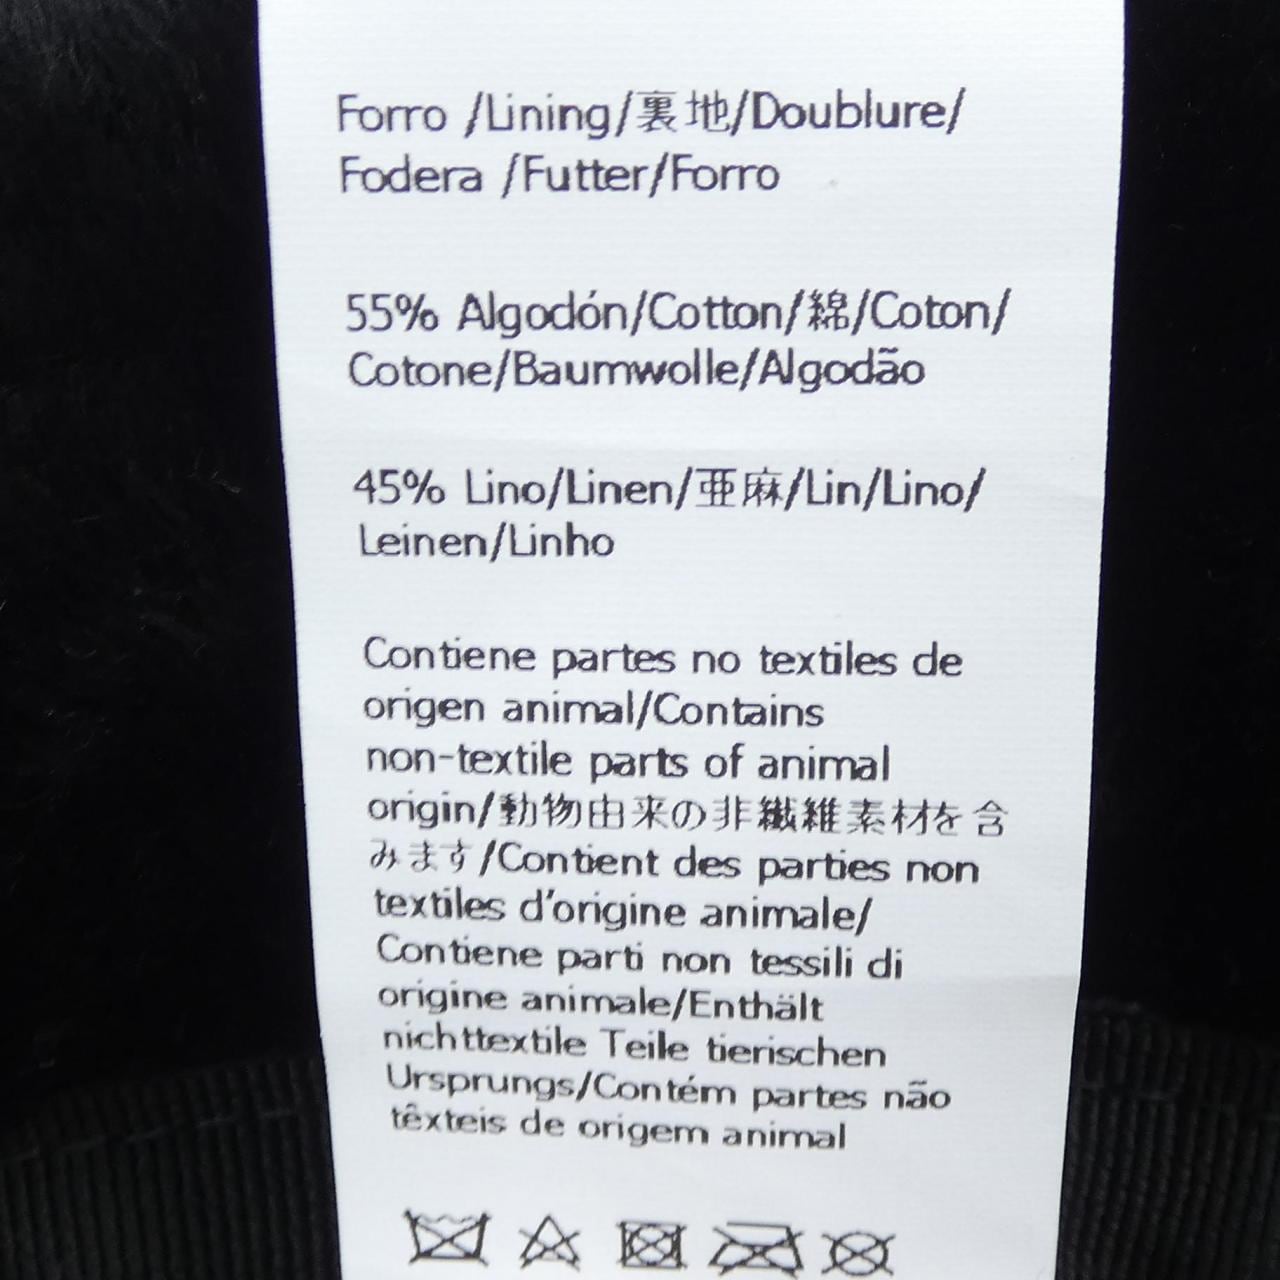 Forro /Lining/裏地/Doublure/
Fodera /Futter/Forro
55% Algodón/Cotton/綿/Coton/
Cotone/Baumwolle/Algodão
45% Lino/Linen/亜麻/Lin/Lino/
Leinen/Linho
Contiene partes no textiles de
origen animal/Contains
non-textile parts of animal
origin/動物由来の非繊維素材を含
みます/Contient des parties non
textiles d'origine animale/
Contiene parti non tessili di
origine animale/Enthält
nichttextile Teile tierischen
Ursprungs/Contém partes não
têxteis de origem animal